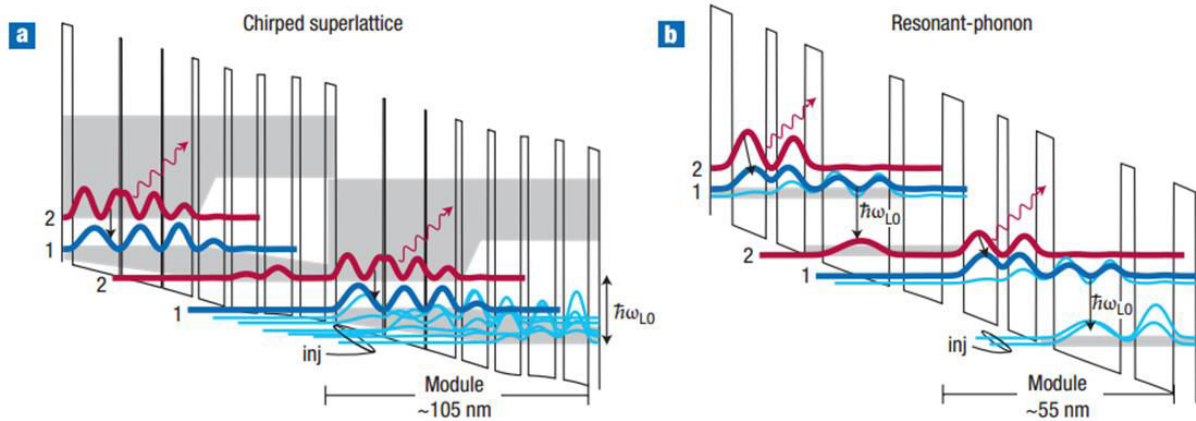 a
Chirped superlattice
2
1
2
1
inj
ħωLO
Module
~105 nm
b
Resonant-phonon
2
1
ħωLO
2
1
ħωLO
inj
Module
~55 nm